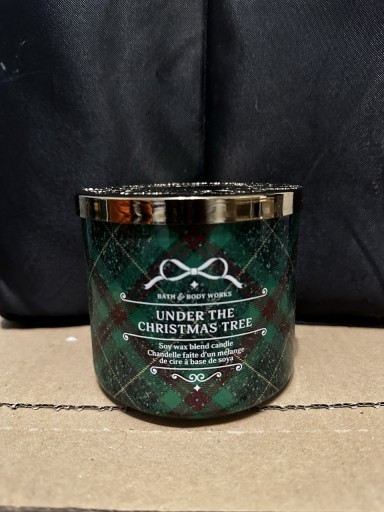 BATH & BODY WORKS
UNDER THE
CHRISTMAS TREE
Soy wax blend candle
Chandelle faite d'un mélange
de cire à base de soya